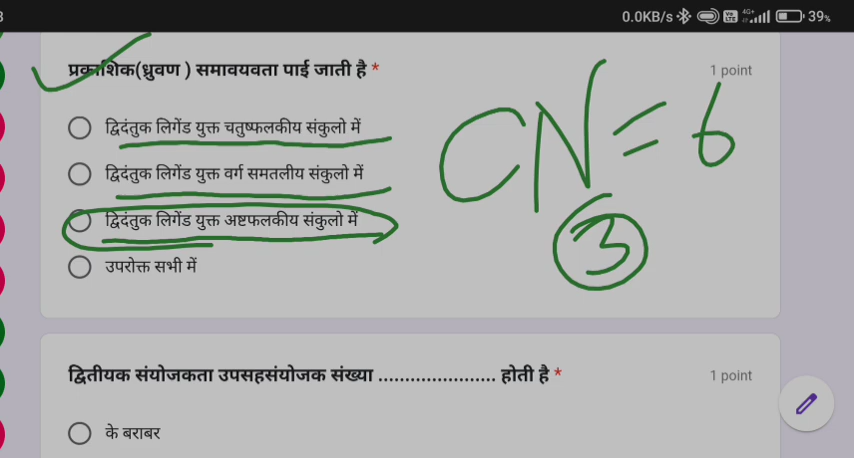 0.0KB/s 4G+ 39%
प्रकाशिक(ध्रुवण ) समावयवता पाई जाती है *
1 point
द्विदंतुक लिगेंड युक्त चतुष्फलकीय संकुलो में
द्विदंतुक लिगेंड युक्त वर्ग समतलीय संकुलो में
द्विदंतुक लिगेंड युक्त अष्टफलकीय संकुलो में
उपरोक्त सभी में
CN = 6
3
द्वितीयक संयोजकता उपसहसंयोजक संख्या ...................... होती है *
1 point
के बराबर